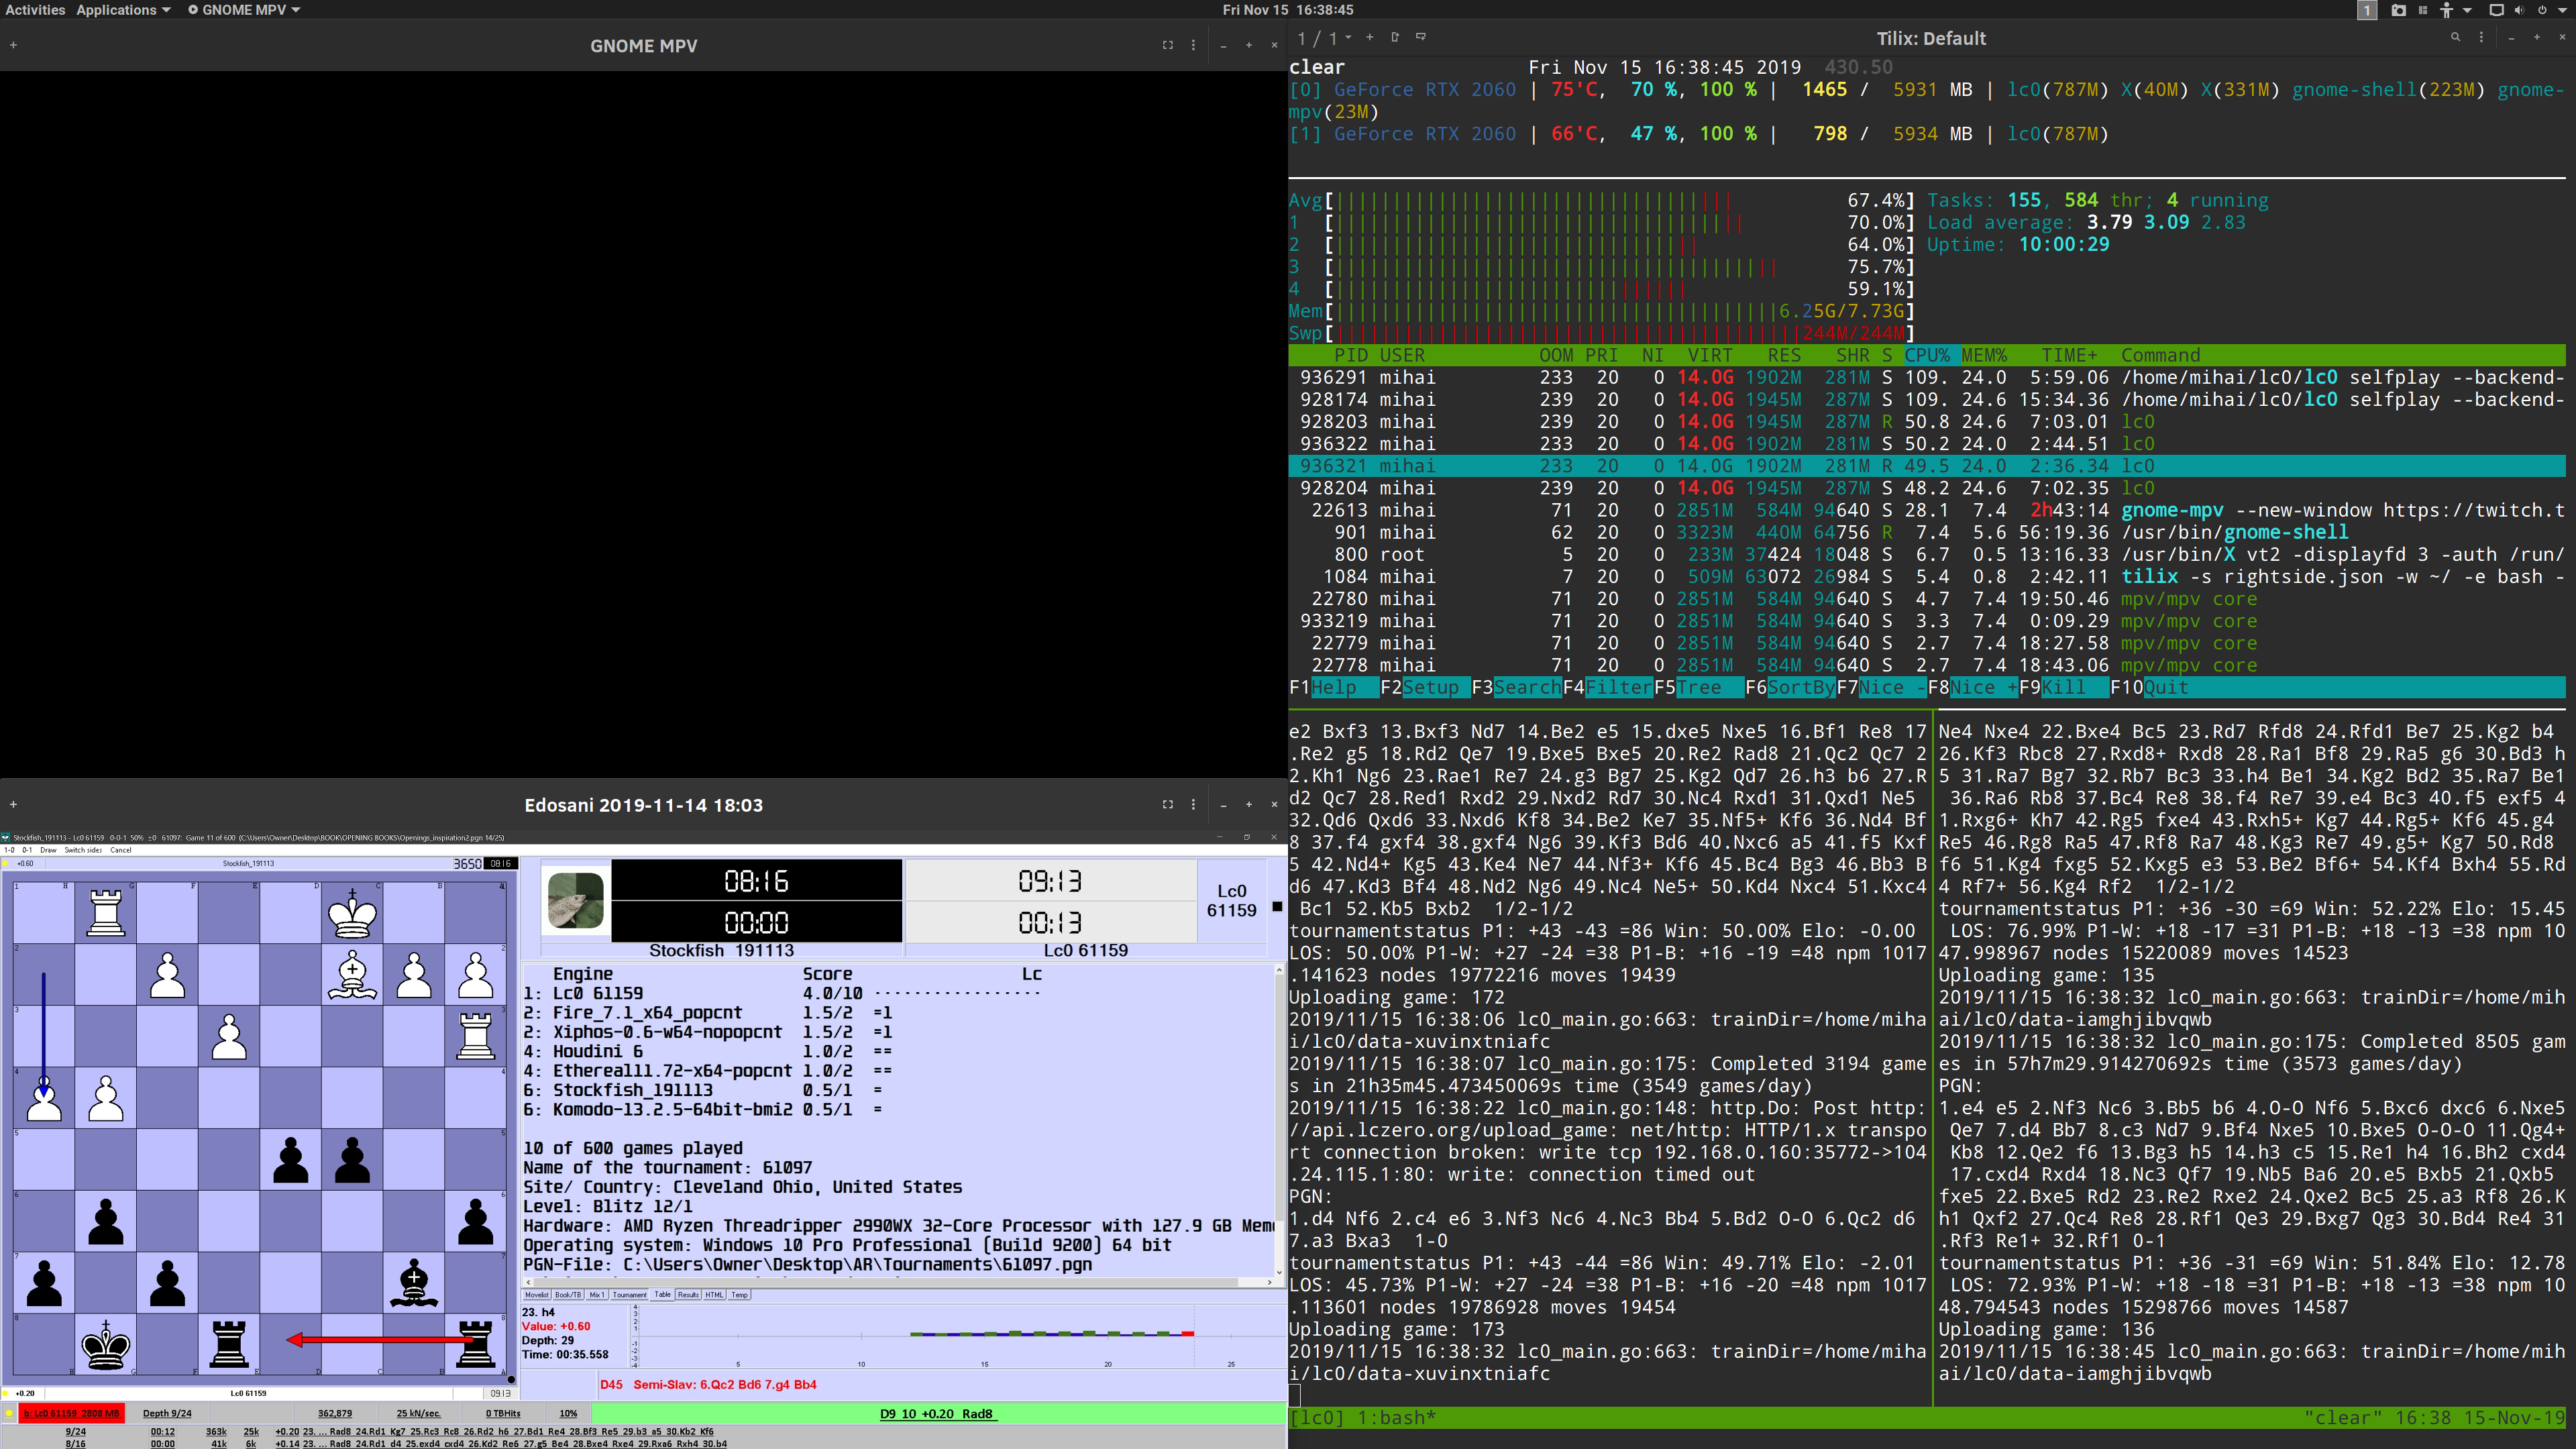 Activities Applications GNOME MPV Fri Nov 15 16:38:45 1
GNOME MPV
1 / 1 Tilix: Default
clear Fri Nov 15 16:38:45 2019 430.50
[0] GeForce RTX 2060 | 75'C, 70 %, 100 % | 1465 / 5931 MB | lc0(787M) X(40M) X(331M) gnome-shell(223M) gnome-
mpv(23M)
[1] GeForce RTX 2060 | 66'C, 47 %, 100 % | 798 / 5934 MB | lc0(787M)
Avg[ 67.4%] Tasks: 155, 584 thr; 4 running
1 [ 70.0%] Load average: 3.79 3.09 2.83
2 [ 64.0%] Uptime: 10:00:29
3 [ 75.7%]
4 [ 59.1%]
Mem[ 6.25G/7.73G]
Swp[ 244M/244M]
PID USER OOM PRI NI VIRT RES SHR S CPU% MEM% TIME+ Command
936291 mihai 233 20 0 14.0G 1902M 281M S 109. 24.0 5:59.06 /home/mihai/lc0/lc0 selfplay --backend-
928174 mihai 239 20 0 14.0G 1945M 287M S 109. 24.6 15:34.36 /home/mihai/lc0/lc0 selfplay --backend-
928203 mihai 239 20 0 14.0G 1945M 287M R 50.8 24.6 7:03.01 lc0
936322 mihai 233 20 0 14.0G 1902M 281M S 50.2 24.0 2:44.51 lc0
936321 mihai 233 20 0 14.0G 1902M 281M R 49.5 24.0 2:36.34 lc0
928204 mihai 239 20 0 14.0G 1945M 287M S 48.2 24.6 7:02.35 lc0
22613 mihai 71 20 0 2851M 584M 94640 S 28.1 7.4 2h43:14 gnome-mpv --new-window https://twitch.t
901 mihai 62 20 0 3323M 440M 64756 R 7.4 5.6 56:19.36 /usr/bin/gnome-shell
800 root 5 20 0 233M 37424 18048 S 6.7 0.5 13:16.33 /usr/bin/X vt2 -displayfd 3 -auth /run/
1084 mihai 7 20 0 509M 63072 26984 S 5.4 0.8 2:42.11 tilix -s rightside.json -w ~/ -e bash -
22780 mihai 71 20 0 2851M 584M 94640 S 4.7 7.4 19:50.46 mpv/mpv core
933219 mihai 71 20 0 2851M 584M 94640 S 3.3 7.4 0:09.29 mpv/mpv core
22779 mihai 71 20 0 2851M 584M 94640 S 2.7 7.4 18:27.58 mpv/mpv core
22778 mihai 71 20 0 2851M 584M 94640 S 2.7 7.4 18:43.06 mpv/mpv core
F1Help F2Setup F3SearchF4FilterF5Tree F6SortByF7Nice -F8Nice +F9Kill F10Quit
e2 Bxf3 13.Bxf3 Nd7 14.Be2 e5 15.dxe5 Nxe5 16.Bf1 Re8 17
.Re2 g5 18.Rd2 Qe7 19.Bxe5 Bxe5 20.Re2 Rad8 21.Qc2 Qc7 2
2.Kh1 Ng6 23.Rae1 Re7 24.g3 Bg7 25.Kg2 Qd7 26.h3 b6 27.R
d2 Qc7 28.Red1 Rxd2 29.Nxd2 Rd7 30.Nc4 Rxd1 31.Qxd1 Ne5
32.Qd6 Qxd6 33.Nxd6 Kf8 34.Be2 Ke7 35.Nf5+ Kf6 36.Nd4 Bf
8 37.f4 gxf4 38.gxf4 Ng6 39.Kf3 Bd6 40.Nxc6 a5 41.f5 Kxf
5 42.Nd4+ Kg5 43.Ke4 Ne7 44.Nf3+ Kf6 45.Bc4 Bg3 46.Bb3 B
d6 47.Kd3 Bf4 48.Nd2 Ng6 49.Nc4 Ne5+ 50.Kd4 Nxc4 51.Kxc4
Bc1 52.Kb5 Bxb2 1/2-1/2
tournamentstatus P1: +43 -43 =86 Win: 50.00% Elo: -0.00
LOS: 50.00% P1-W: +27 -24 =38 P1-B: +16 -19 =48 npm 1017
.141623 nodes 19772216 moves 19439
Uploading game: 172
2019/11/15 16:38:06 lc0_main.go:663: trainDir=/home/miha
i/lc0/data-xuvinxtniafc
2019/11/15 16:38:07 lc0_main.go:175: Completed 3194 game
s in 21h35m45.473450069s time (3549 games/day)
2019/11/15 16:38:22 lc0_main.go:148: http.Do: Post http:
//api.lczero.org/upload_game: net/http: HTTP/1.x transpo
rt connection broken: write tcp 192.168.0.160:35772->104
.24.115.1:80: write: connection timed out
PGN:
1.d4 Nf6 2.c4 e6 3.Nf3 Nc6 4.Nc3 Bb4 5.Bd2 O-O 6.Qc2 d6
7.a3 Bxa3 1-0
tournamentstatus P1: +43 -44 =86 Win: 49.71% Elo: -2.01
LOS: 45.73% P1-W: +27 -24 =38 P1-B: +16 -20 =48 npm 1017
.113601 nodes 19786928 moves 19454
Uploading game: 173
2019/11/15 16:38:32 lc0_main.go:663: trainDir=/home/miha
i/lc0/data-xuvinxtniafc
Ne4 Nxe4 22.Bxe4 Bc5 23.Rd7 Rfd8 24.Rfd1 Be7 25.Kg2 b4
26.Kf3 Rbc8 27.Rxd8+ Rxd8 28.Ra1 Bf8 29.Ra5 g6 30.Bd3 h
5 31.Ra7 Bg7 32.Rb7 Bc3 33.h4 Be1 34.Kg2 Bd2 35.Ra7 Be1
36.Ra6 Rb8 37.Bc4 Re8 38.f4 Re7 39.e4 Bc3 40.f5 exf5 4
1.Rxg6+ Kh7 42.Rg5 fxe4 43.Rxh5+ Kg7 44.Rg5+ Kf6 45.g4
Re5 46.Rg8 Ra5 47.Rf8 Ra7 48.Kg3 Re7 49.g5+ Kg7 50.Rd8
f6 51.Kg4 fxg5 52.Kxg5 e3 53.Be2 Bf6+ 54.Kf4 Bxh4 55.Rd
4 Rf7+ 56.Kg4 Rf2 1/2-1/2
tournamentstatus P1: +36 -30 =69 Win: 52.22% Elo: 15.45
LOS: 76.99% P1-W: +18 -17 =31 P1-B: +18 -13 =38 npm 10
47.998967 nodes 15220089 moves 14523
Uploading game: 135
2019/11/15 16:38:32 lc0_main.go:663: trainDir=/home/mih
ai/lc0/data-iamghjibvqwb
2019/11/15 16:38:32 lc0_main.go:175: Completed 8505 gam
es in 57h7m29.914270692s time (3573 games/day)
PGN:
1.e4 e5 2.Nf3 Nc6 3.Bb5 b6 4.O-O Nf6 5.Bxc6 dxc6 6.Nxe5
Qe7 7.d4 Bb7 8.c3 Nd7 9.Bf4 Nxe5 10.Bxe5 O-O-O 11.Qg4+
Kb8 12.Qe2 f6 13.Bg3 h5 14.h3 c5 15.Re1 h4 16.Bh2 cxd4
17.cxd4 Rxd4 18.Nc3 Qf7 19.Nb5 Ba6 20.e5 Bxb5 21.Qxb5
fxe5 22.Bxe5 Rd2 23.Re2 Rxe2 24.Qxe2 Bc5 25.a3 Rf8 26.K
h1 Qxf2 27.Qc4 Re8 28.Rf1 Qe3 29.Bxg7 Qg3 30.Bd4 Re4 31
.Rf3 Re1+ 32.Rf1 0-1
tournamentstatus P1: +36 -31 =69 Win: 51.84% Elo: 12.78
LOS: 72.93% P1-W: +18 -18 =31 P1-B: +18 -13 =38 npm 10
48.794543 nodes 15298766 moves 14587
Uploading game: 136
2019/11/15 16:38:45 lc0_main.go:663: trainDir=/home/mih
ai/lc0/data-iamghjibvqwb
[lc0] 1:bash* "clear" 16:38 15-Nov-19
Edosani 2019-11-14 18:03
Stockfish_191113 - Lc0 61159 0-0-1 50% ±0 61097: Game 11 of 600 (C:\Users\Owner\Desktop\BOOK\OPENING BOOKS\Openings_inspiration2.pgn 14/25)
1-0 0-1 Draw Switch sides Cancel
+0.60 Stockfish_191113 3650 08:16
08:16 09:13 Lc0
00:00 00:13 61159
Stockfish 191113 Lc0 61159
Engine Score Lc
1: Lc0 61159 4.0/10 ··················
2: Fire_7.1_x64_popcnt 1.5/2 =1
2: Xiphos-0.6-w64-nopopcnt 1.5/2 =1
4: Houdini 6 1.0/2 ==
4: Ethereal11.72-x64-popcnt 1.0/2 ==
6: Stockfish_191113 0.5/1 =
6: Komodo-13.2.5-64bit-bmi2 0.5/1 =
10 of 600 games played
Name of the tournament: 61097
Site/ Country: Cleveland Ohio, United States
Level: Blitz 12/1
Hardware: AMD Ryzen Threadripper 2990WX 32-Core Processor with 127.9 GB Mem
Operating system: Windows 10 Pro Professional (Build 9200) 64 bit
PGN-File: C:\Users\Owner\Desktop\AR\Tournaments\61097.pgn
Movelist Book/TB Mix 1 Tournament Table Results HTML Temp
23. h4
Value: +0.60
Depth: 29
Time: 00:35.558
5 10 15 20 25
D45 Semi-Slav: 6.Qc2 Bd6 7.g4 Bb4
+0.20 Lc0 61159 09:13
b: Lc0 61159 2808 MB Depth 9/24 362,879 25 kN/sec. 0 TBHits 10% D9 10 +0.20 Rad8
9/24 00:12 363k 25k +0.20 23. ... Rad8 24.Rd1 Kg7 25.Rc3 Rc8 26.Rd2 h6 27.Bd1 Re4 28.Bf3 Re5 29.b3 a5 30.Kb2 Kf6
8/16 00:00 41k 6k +0.14 23. ... Rad8 24.Rd1 d4 25.exd4 cxd4 26.Kd2 Re6 27.g5 Be4 28.Bxe4 Rxe4 29.Rxa6 Rxh4 30.b4